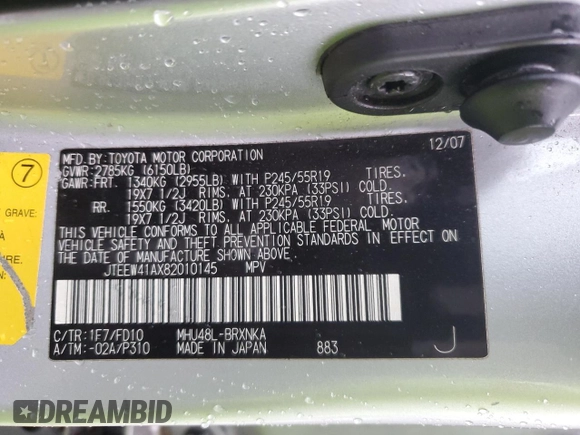 12/07
MFD. BY: TOYOTA MOTOR CORPORATION
GVWR: 2785KG (6150LB)
GAWR: FRT. 1340KG (2955LB) WITH P245/55R19 TIRES.
19X7 1/2J RIMS. AT 230KPA (33PSI) COLD.
RR. 1550KG (3420LB) WITH P245/55R19 TIRES.
19X7 1/2J RIMS. AT 230KPA (33PSI) COLD.
THIS VEHICLE CONFORMS TO ALL APPLICABLE FEDERAL MOTOR
VEHICLE SAFETY AND BUMPER STANDARDS IN EFFECT ON
THE DATE OF MANUFACTURE SHOWN ABOVE.
JTEEW41AX82010145 MPV
C/TR: 1F7/FD10 MHU48L-BRXNKA
A/TM: -02A/P310 MADE IN JAPAN 883 J
7
GRAVE:
A
ION
DREAMBID